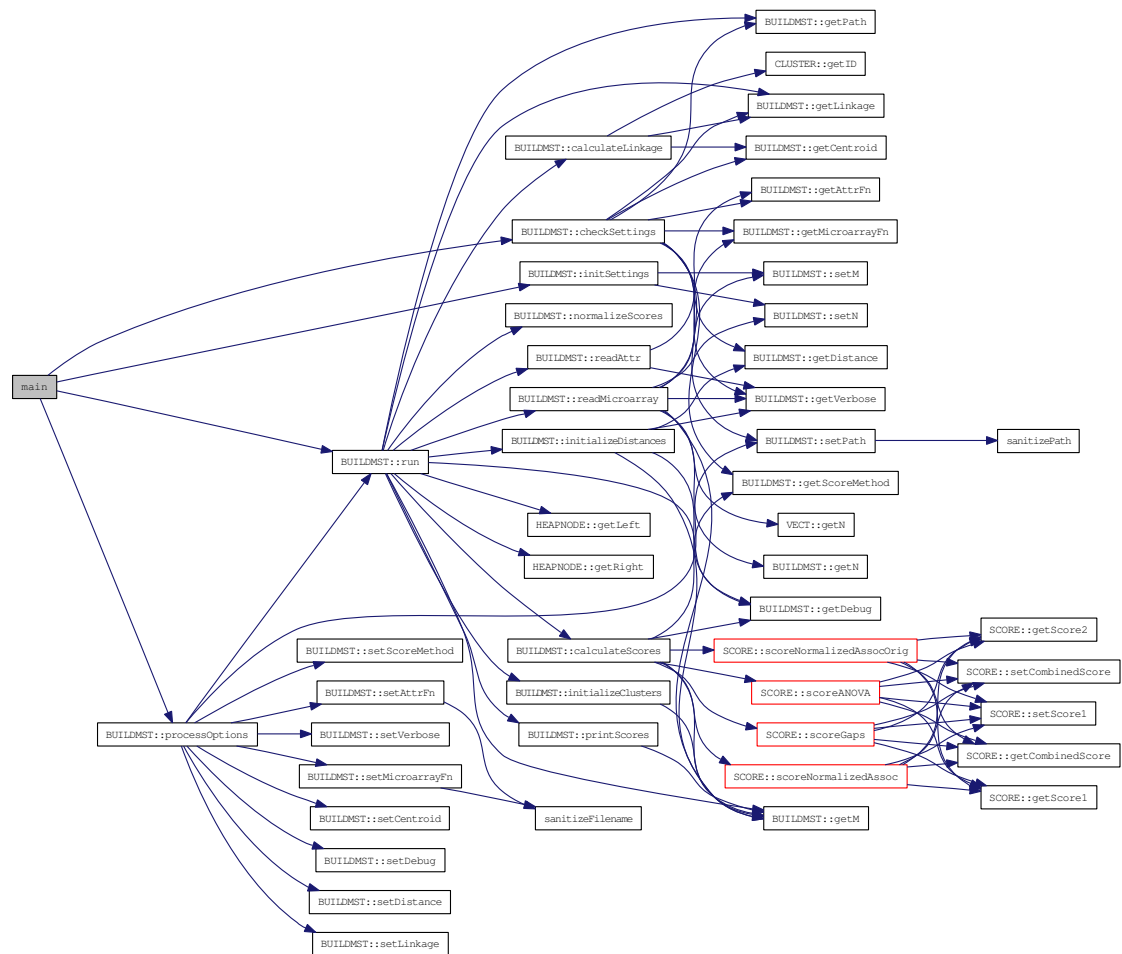 main
BUILDMST::run
BUILDMST::processOptions
BUILDMST::setScoreMethod
BUILDMST::setAttrFn
BUILDMST::setVerbose
BUILDMST::setMicroarrayFn
BUILDMST::setCentroid
BUILDMST::setDebug
BUILDMST::setDistance
BUILDMST::setLinkage
BUILDMST::calculateLinkage
BUILDMST::checkSettings
BUILDMST::initSettings
BUILDMST::normalizeScores
BUILDMST::readAttr
BUILDMST::readMicroarray
BUILDMST::initializeDistances
HEAPNODE::getLeft
HEAPNODE::getRight
BUILDMST::calculateScores
BUILDMST::initializeClusters
BUILDMST::printScores
sanitizeFilename
BUILDMST::getPath
CLUSTER::getID
BUILDMST::getLinkage
BUILDMST::getCentroid
BUILDMST::getAttrFn
BUILDMST::getMicroarrayFn
BUILDMST::setM
BUILDMST::setN
BUILDMST::getDistance
BUILDMST::getVerbose
BUILDMST::setPath
BUILDMST::getScoreMethod
VECT::getN
BUILDMST::getN
BUILDMST::getDebug
SCORE::scoreNormalizedAssocOrig
SCORE::scoreANOVA
SCORE::scoreGaps
SCORE::scoreNormalizedAssoc
BUILDMST::getM
sanitizePath
SCORE::getScore2
SCORE::setCombinedScore
SCORE::setScore1
SCORE::getCombinedScore
SCORE::getScore1